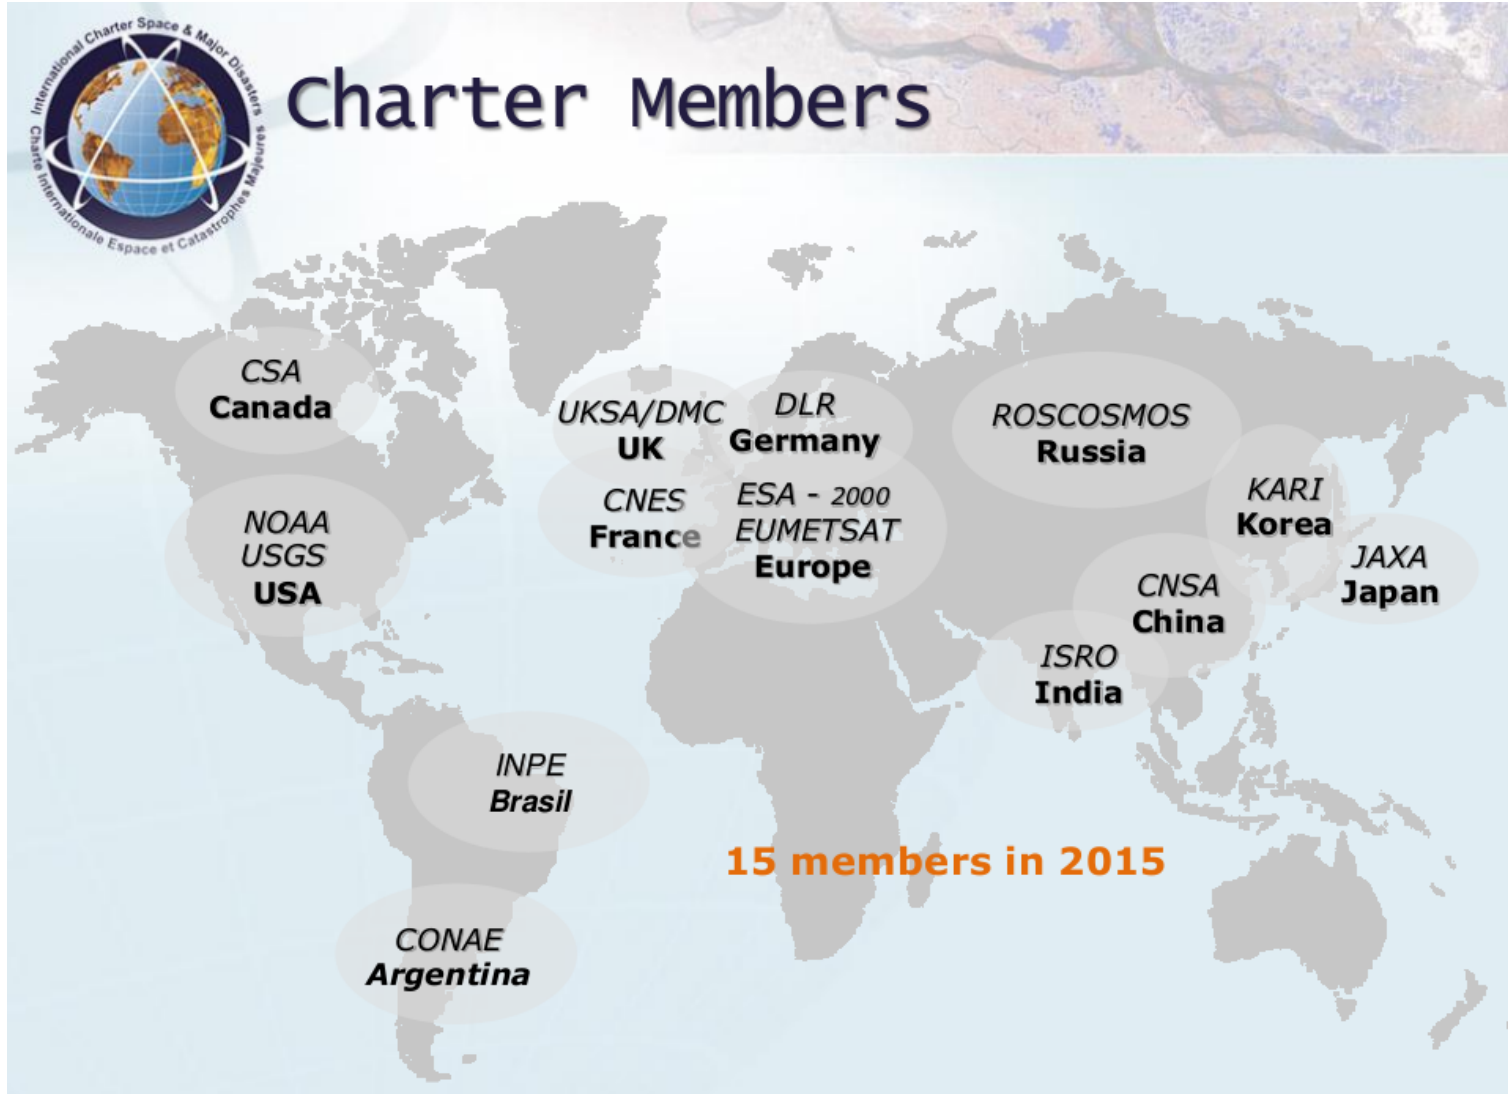 International Charter Space & Major Disasters
Charte Internationale Espace et Catastrophes Majeures
Charter Members
CSA
Canada
NOAA
USGS
USA
UKSA/DMC
UK
CNES
France
DLR
Germany
ESA - 2000
EUMETSAT
Europe
ROSCOSMOS
Russia
KARI
Korea
JAXA
Japan
CNSA
China
ISRO
India
INPE
Brasil
15 members in 2015
CONAE
Argentina